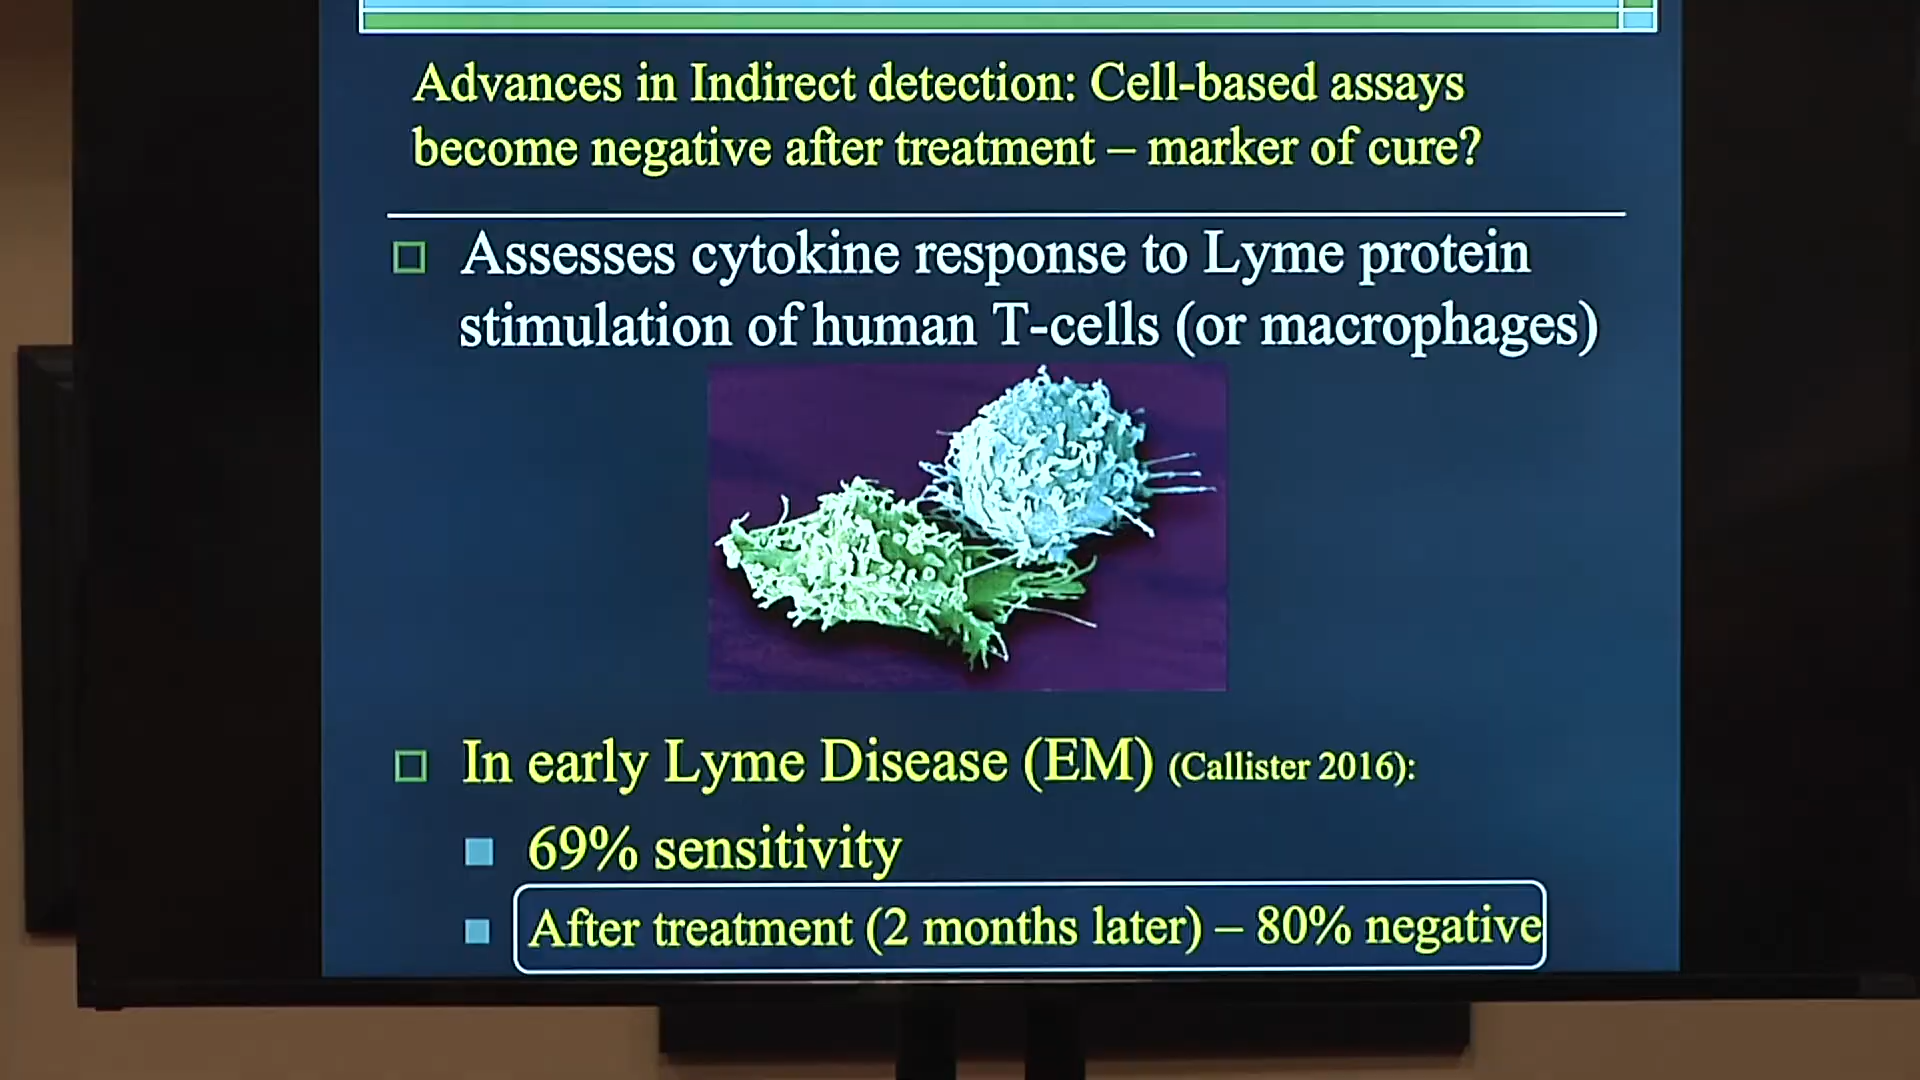 Advances in Indirect detection: Cell-based assays
become negative after treatment – marker of cure?
Assesses cytokine response to Lyme protein
stimulation of human T-cells (or macrophages)
In early Lyme Disease (EM) (Callister 2016):
69% sensitivity
After treatment (2 months later) – 80% negative